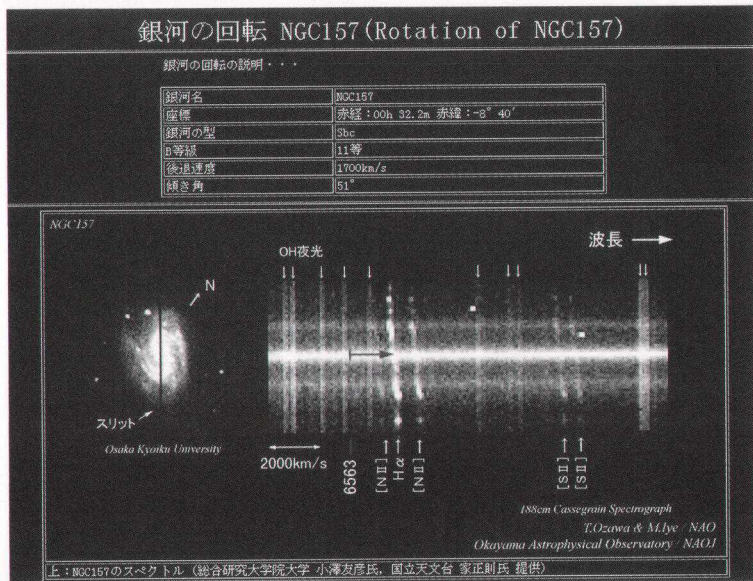 銀河の回転 NGC157(Rotation of NGC157)
銀河の回転の説明・・・
銀河名 NGC157
座標 赤経:00h 32.2m 赤緯:-8° 40′
銀河の型 Sbc
B等級 11等
後退速度 1700km/s
傾き角 51°
NGC157
OH夜光
波長
N
スリット
Osaka Kyoiku University
2000km/s
6563
[NⅡ]
Hα
[NⅡ]
[SⅡ]
[SⅡ]
188cm Cassegrain Spectrograph
T.Ozawa & M.Iye / NAO
Okayama Astrophysical Observatory / NAOJ
上:NGC157のスペクトル (総合研究大学院大学 小澤友彦氏, 国立天文台 家正則氏 提供)